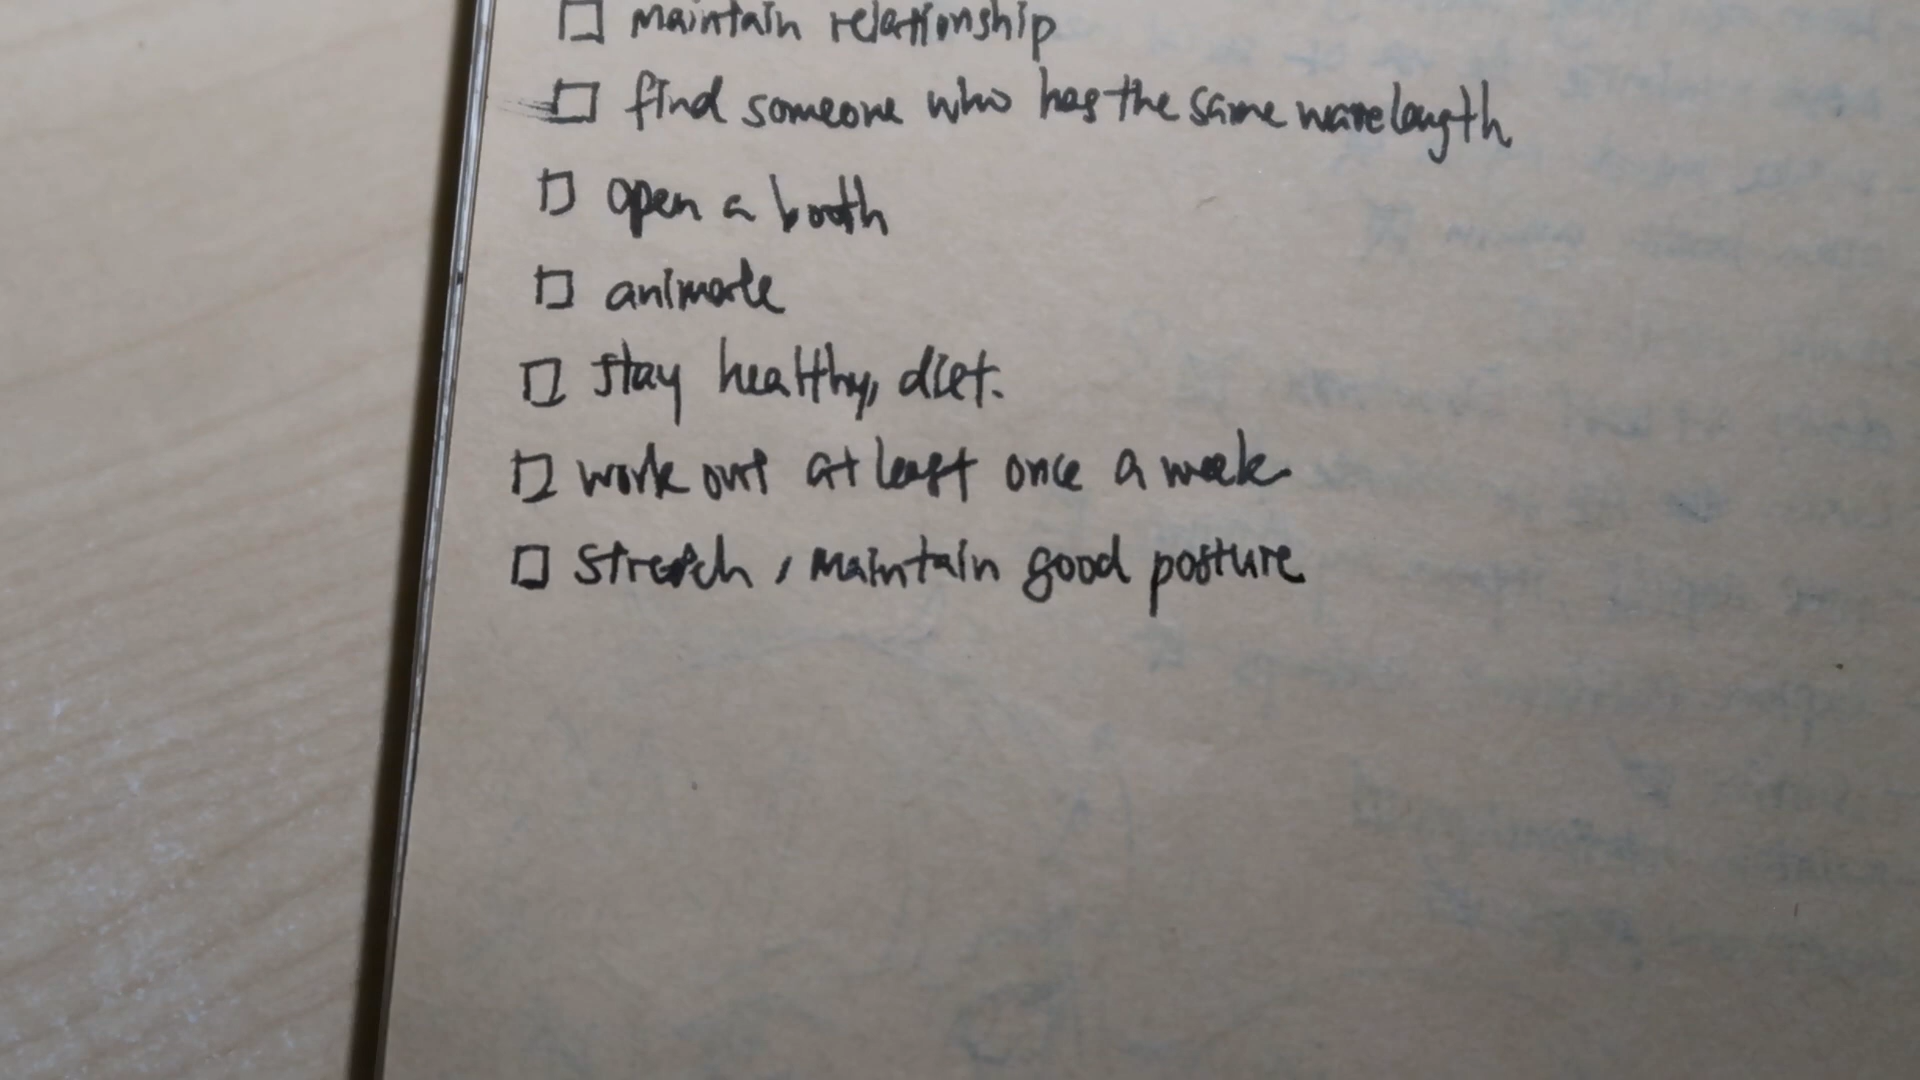 ☐ maintain relationship
☐ find someone who has the same wavelength
☐ open a booth
☐ animate
☐ stay healthy, diet.
☐ work out at least once a week
☐ stretch, maintain good posture